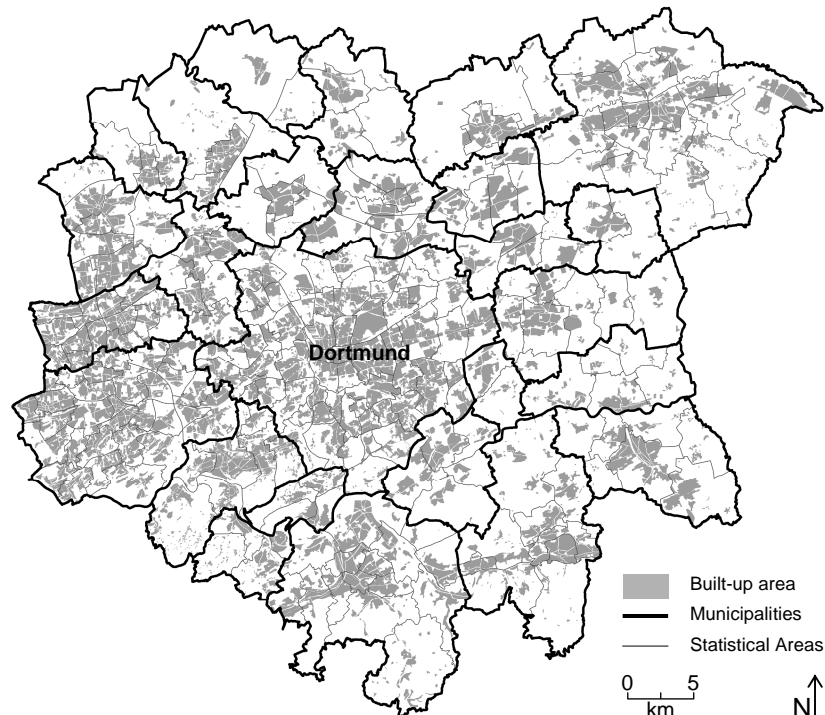 Dortmund
Built-up area
Municipalities
Statistical Areas
0 5
km
N